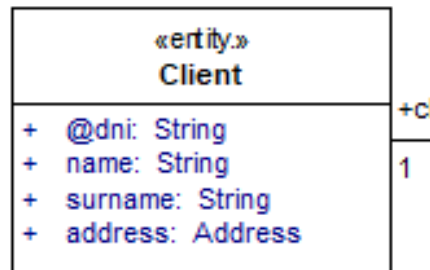 «entity»
Client
+ @dni: String
+ name: String
+ surname: String
+ address: Address
+c
1